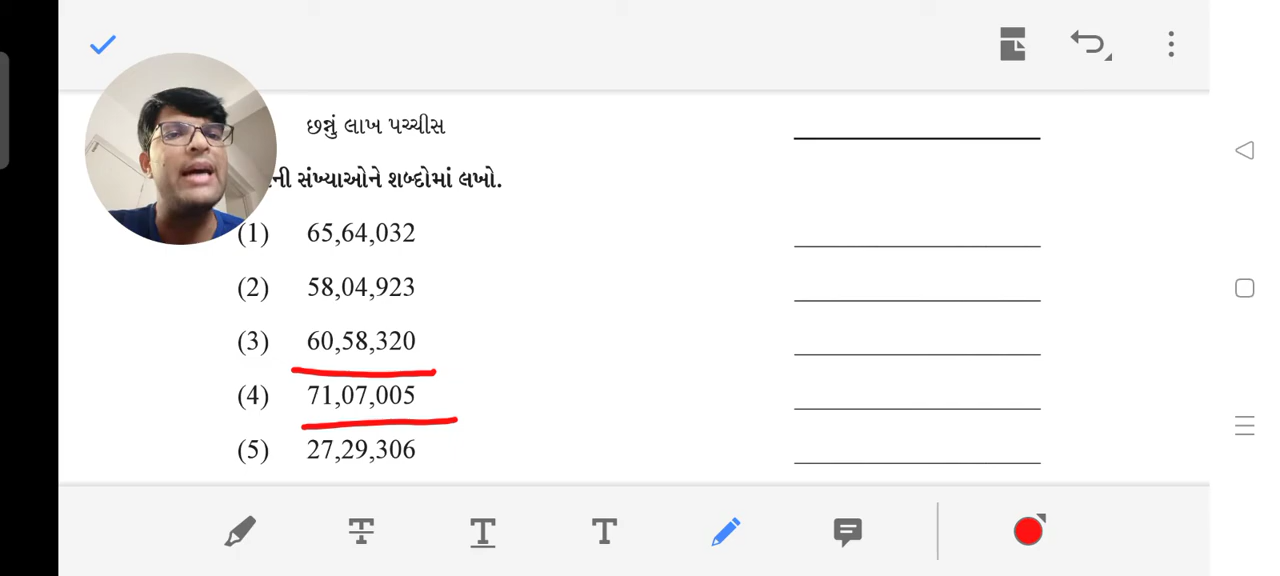 છન્નું લાખ પચ્ચીસ
સંખ્યાઓને શબ્દોમાં લખો.
(1) 65,64,032
(2) 58,04,923
(3) 60,58,320
(4) 71,07,005
(5) 27,29,306
T T T